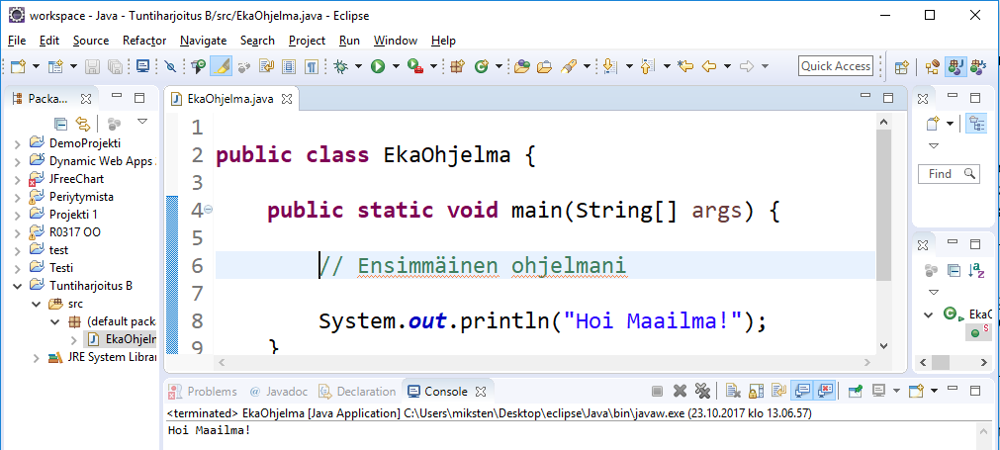 workspace - Java - Tuntiharjoitus B/src/EkaOhjelma.java - Eclipse
File Edit Source Refactor Navigate Search Project Run Window Help
Quick Access
Packa...
DemoProjekti
Dynamic Web Apps
JFreeChart
Periytymista
Projekti 1
R0317 OO
test
Testi
Tuntiharjoitus B
src
(default pack
EkaOhjelm
JRE System Librar
EkaOhjelma.java
1
2 public class EkaOhjelma {
3
4 public static void main(String[] args) {
5
6 // Ensimmäinen ohjelmani
7
8 System.out.println("Hoi Maailma!");
9 }
Find
EkaO
S
Problems @ Javadoc Declaration Console
<terminated> EkaOhjelma [Java Application] C:\Users\miksten\Desktop\eclipse\Java\bin\javaw.exe (23.10.2017 klo 13.06.57)
Hoi Maailma!